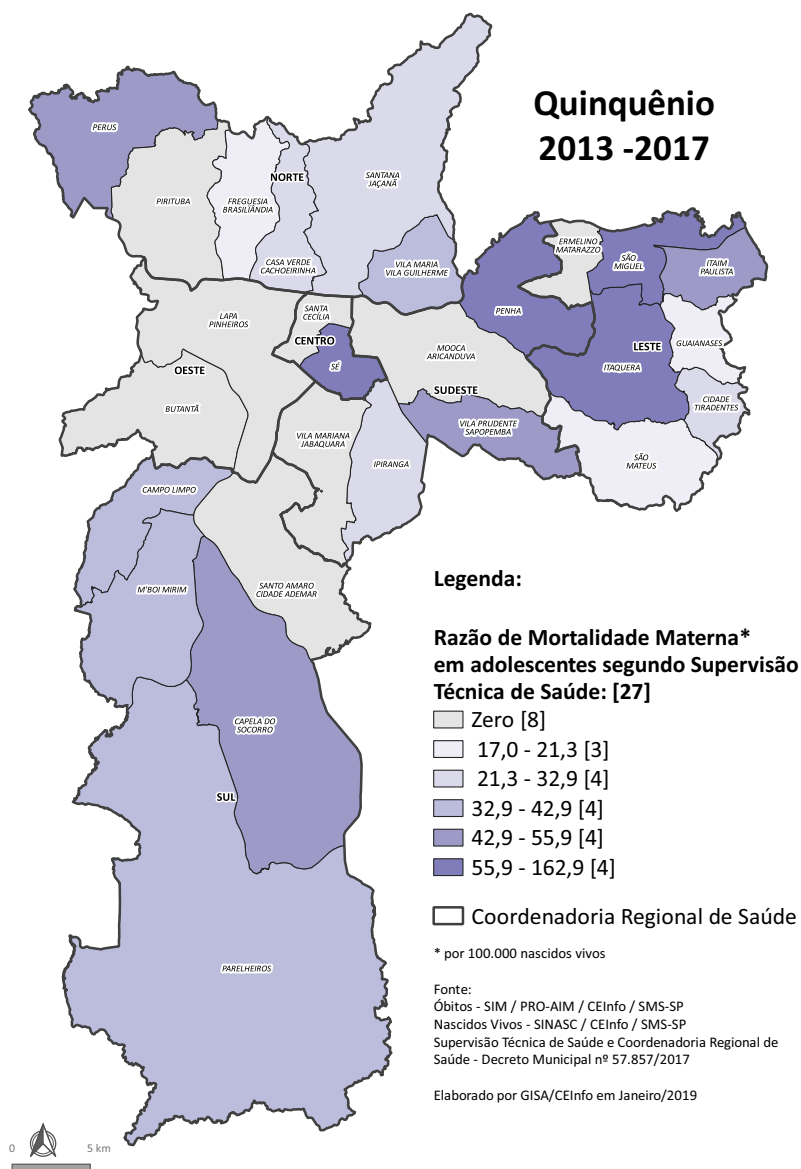 Quinquênio
2013 -2017
PERUS
PIRITUBA
FREGUESIA
BRASILÂNDIA
NORTE
CASA VERDE
CACHOEIRINHA
SANTANA
JAÇANÃ
VILA MARIA
VILA GUILHERME
ERMELINO
MATARAZZO
SÃO
MIGUEL
ITAIM
PAULISTA
PENHA
LAPA
PINHEIROS
SANTA
CECÍLIA
CENTRO
SÉ
MOOCA
ARICANDUVA
LESTE
GUAIANASES
ITAQUERA
OESTE
SUDESTE
CIDADE
TIRADENTES
BUTANTÃ
VILA MARIANA
JABAQUARA
VILA PRUDENTE
SAPOPEMBA
IPIRANGA
SÃO
MATEUS
CAMPO LIMPO
M'BOI MIRIM
SANTO AMARO
CIDADE ADEMAR
CAPELA DO
SOCORRO
SUL
PARELHEIROS
Legenda:
Razão de Mortalidade Materna*
em adolescentes segundo Supervisão
Técnica de Saúde: [27]
Zero [8]
17,0 - 21,3 [3]
21,3 - 32,9 [4]
32,9 - 42,9 [4]
42,9 - 55,9 [4]
55,9 - 162,9 [4]
Coordenadoria Regional de Saúde
* por 100.000 nascidos vivos
Fonte:
Óbitos - SIM / PRO-AIM / CEInfo / SMS-SP
Nascidos Vivos - SINASC / CEInfo / SMS-SP
Supervisão Técnica de Saúde e Coordenadoria Regional de
Saúde - Decreto Municipal nº 57.857/2017
Elaborado por GISA/CEInfo em Janeiro/2019
0 5 km